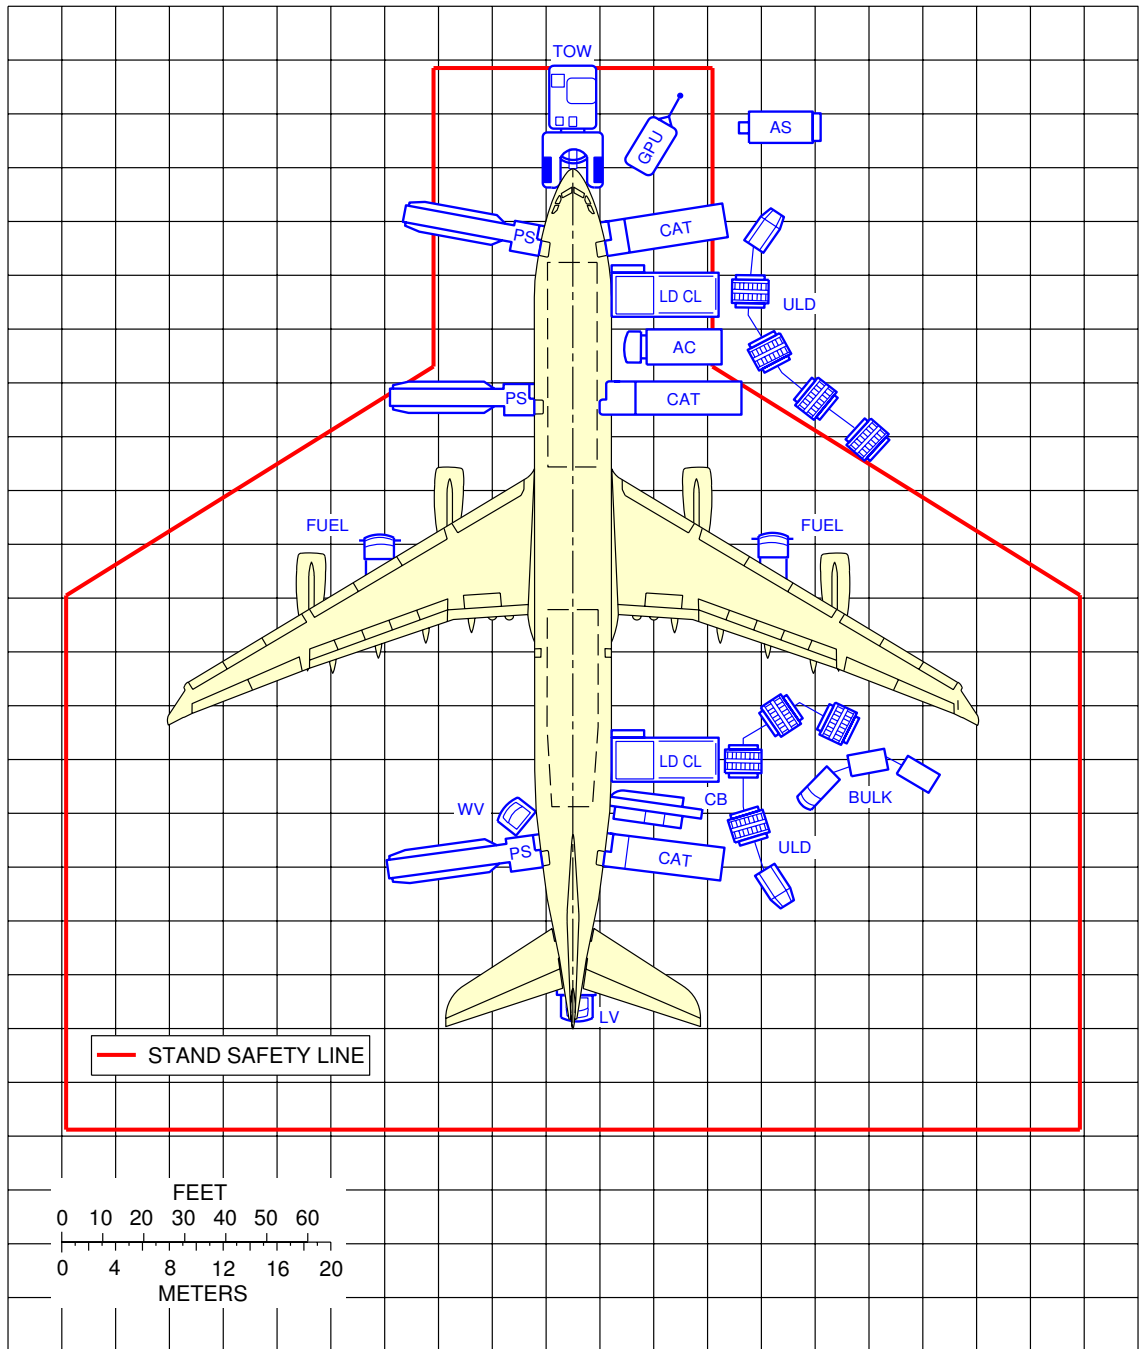 TOW
AS
GPU
PS
CAT
LD CL
ULD
AC
PS
CAT
FUEL
FUEL
LD CL
CB
BULK
WV
ULD
PS
CAT
LV
STAND SAFETY LINE
FEET
0 10 20 30 40 50 60
0 4 8 12 16 20
METERS